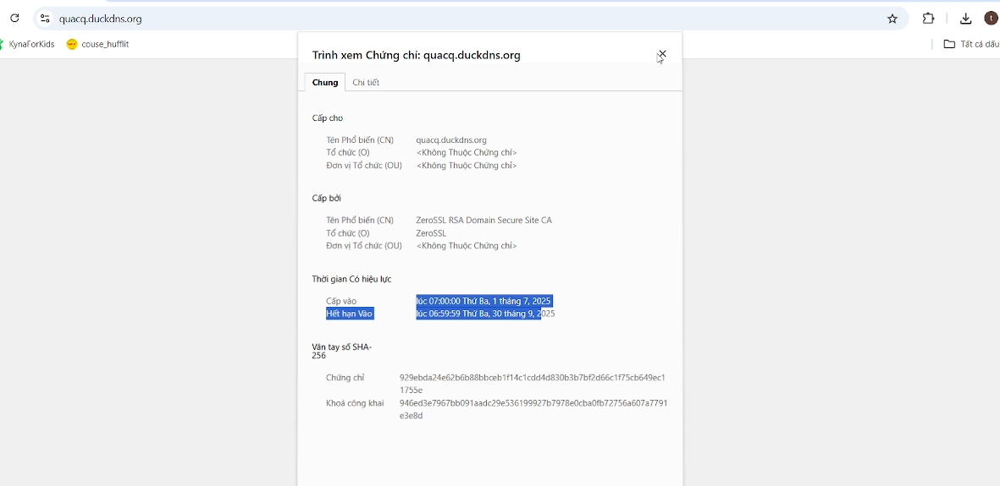 quacq.duckdns.org
KynaForKids
couse_hufflit
Tất cả dấu
t
Trình xem Chứng chỉ: quacq.duckdns.org
Chung
Chi tiết
Cấp cho
Tên Phổ biến (CN) quacq.duckdns.org
Tổ chức (O) <Không Thuộc Chứng chỉ>
Đơn vị Tổ chức (OU) <Không Thuộc Chứng chỉ>
Cấp bởi
Tên Phổ biến (CN) ZeroSSL RSA Domain Secure Site CA
Tổ chức (O) ZeroSSL
Đơn vị Tổ chức (OU) <Không Thuộc Chứng chỉ>
Thời gian Có hiệu lực
Cấp vào lúc 07:00:00 Thứ Ba, 1 tháng 7, 2025
Hết hạn Vào lúc 06:59:59 Thứ Ba, 30 tháng 9, 2025
Vân tay số SHA-
256
Chứng chỉ 929ebda24e62b6b88bbceb1f14c1cdd4d830b3b7bf2d66c1f75cb649ec1
1755e
Khoá công khai 946ed3e7967bb091aadc29e536199927b7978e0cba0fb72756a607a7791
e3e8d